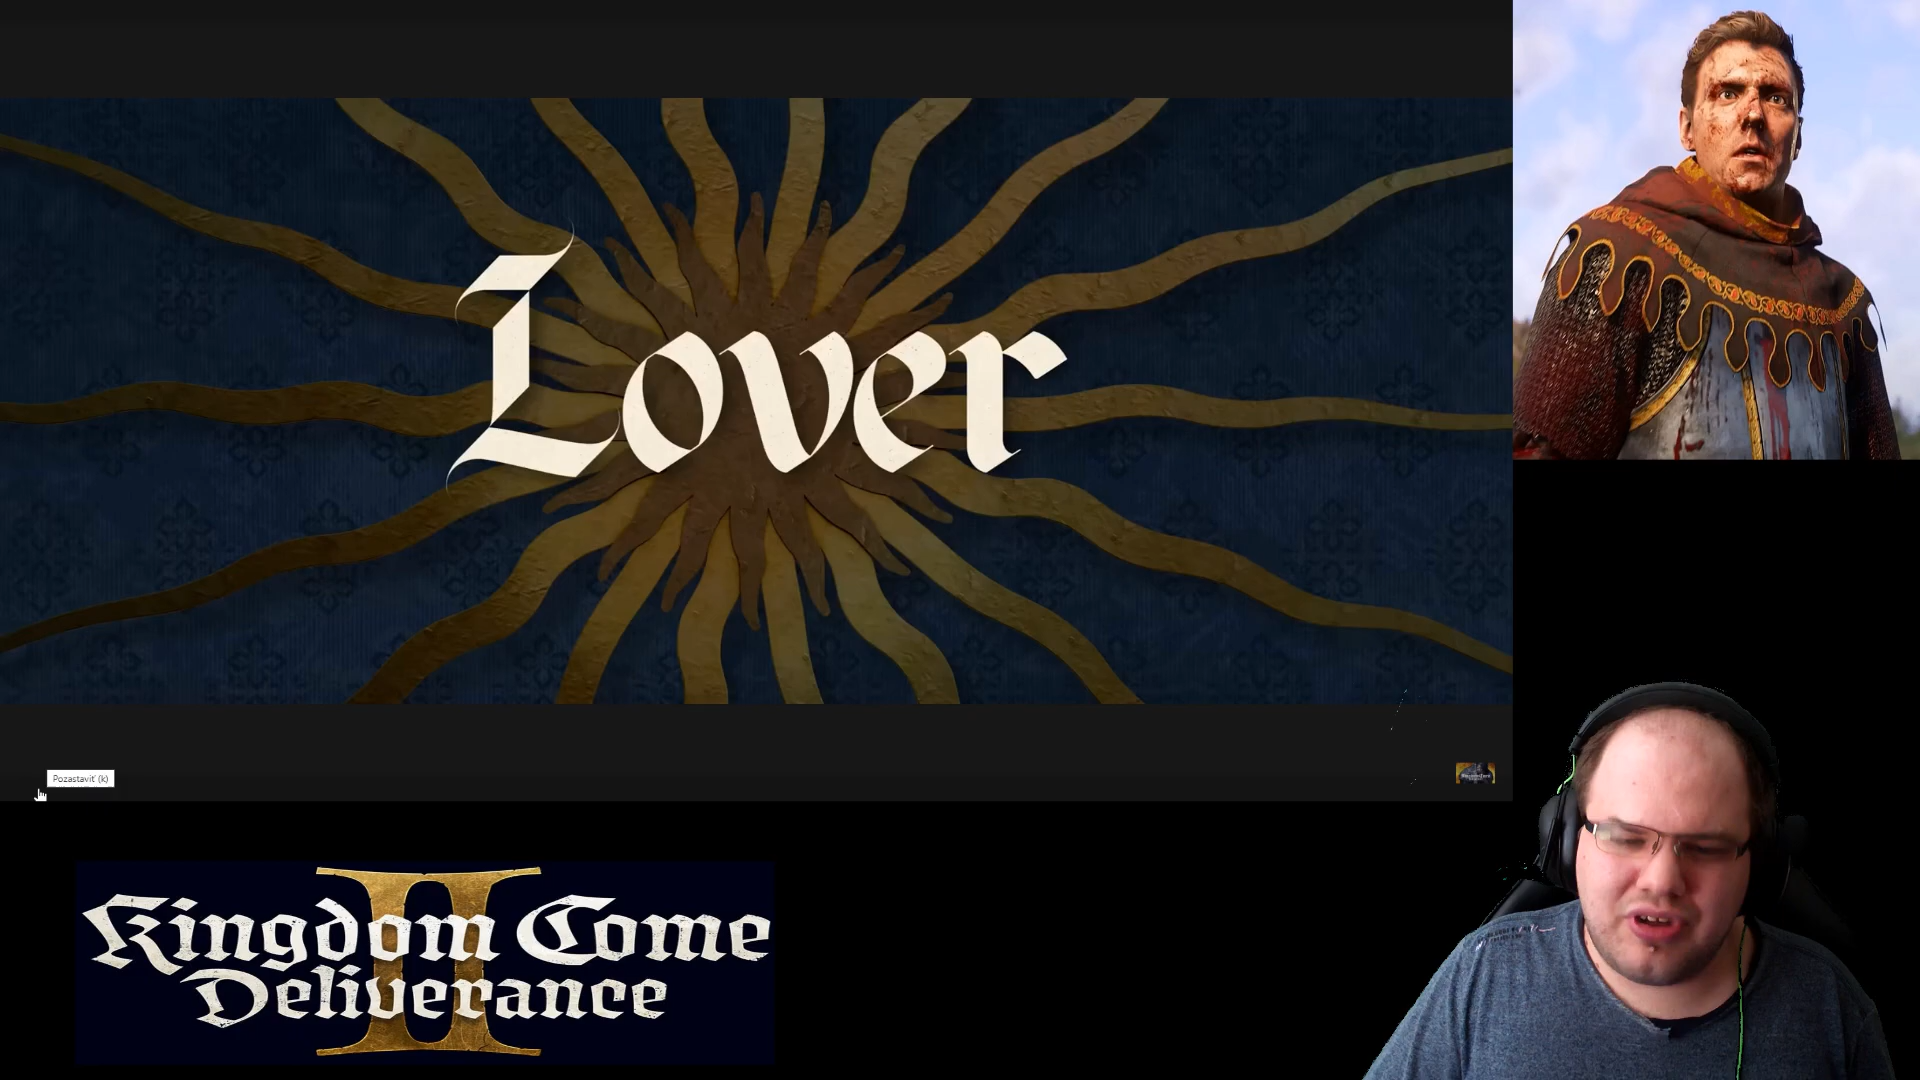 Lover
Pozastaviť (k)
Kingdom Come
Deliverance
II